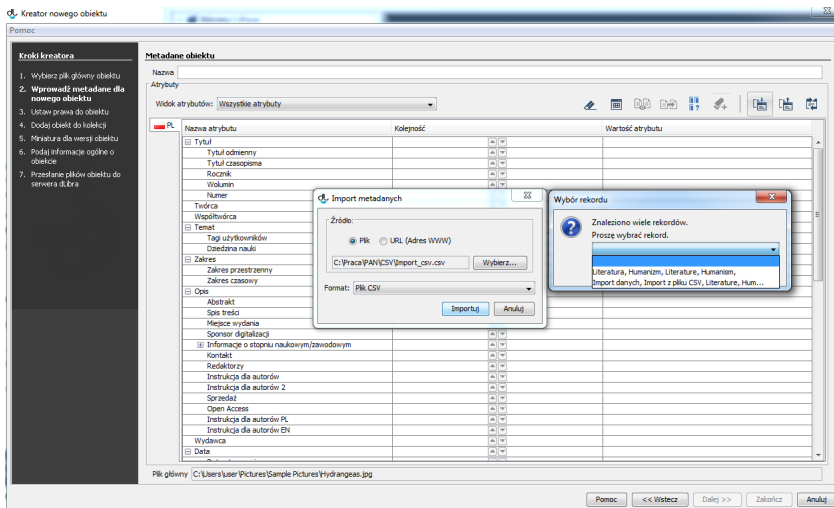 Kreator nowego obiektu
Pomoc
Kroki kreatora
1. Wybierz plik główny obiektu
2. Wprowadź metadane dla
nowego obiektu
3. Ustaw prawa do obiektu
4. Dodaj obiekt do kolekcji
5. Miniatura dla wersji obiektu
6. Podaj informacje ogólne o
obiekcie
7. Przesłanie plików obiektu do
serwera dLibra
Metadane obiektu
Nazwa
Atrybuty
Widok atrybutów: Wszystkie atrybuty
PL
Nazwa atrybutu Kolejność Wartość atrybutu
Tytuł
Tytuł odmienny
Tytuł czasopisma
Rocznik
Wolumin
Numer
Twórca
Współtwórca
Temat
Tagi użytkowników
Dziedzina nauki
Zakres
Zakres przestrzenny
Zakres czasowy
Opis
Abstrakt
Spis treści
Miejsce wydania
Sponsor digitalizacji
Informacje o stopniu naukowym/zawodowym
Kontakt
Redaktorzy
Instrukcja dla autorów
Instrukcja dla autorów 2
Sprzedaż
Open Access
Instrukcja dla autorów PL
Instrukcja dla autorów EN
Wydawca
Data
Import metadanych
Źródło:
Plik URL (Adres WWW)
C:\Praca\PAN\CSV\Import_csv.csv Wybierz...
Format: Plik CSV
Importuj Anuluj
Wybór rekordu
Znaleziono wiele rekordów.
Proszę wybrać rekord.
Literatura, Humanizm, Literature, Humanism,
Import danych, Import z pliku CSV, Literature, Hum...
Plik główny C:\Users\user\Pictures\Sample Pictures\Hydrangeas.jpg
Pomoc << Wstecz Dalej >> Zakończ Anuluj